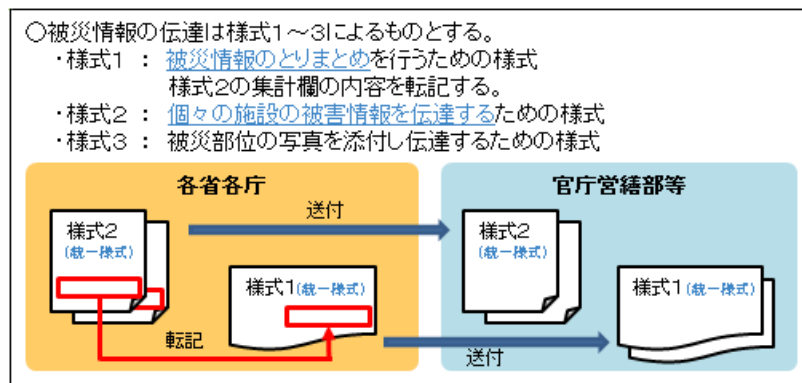 ○被災情報の伝達は様式1～3によるものとする。
・様式1 ： 被災情報のとりまとめを行うための様式
様式2の集計欄の内容を転記する。
・様式2 ： 個々の施設の被害情報を伝達するための様式
・様式3 ： 被災部位の写真を添付し伝達するための様式
各省各庁
官庁営繕部等
送付
様式2
(統一様式)
様式2
(統一様式)
様式1(統一様式)
様式1(統一様式)
転記
送付